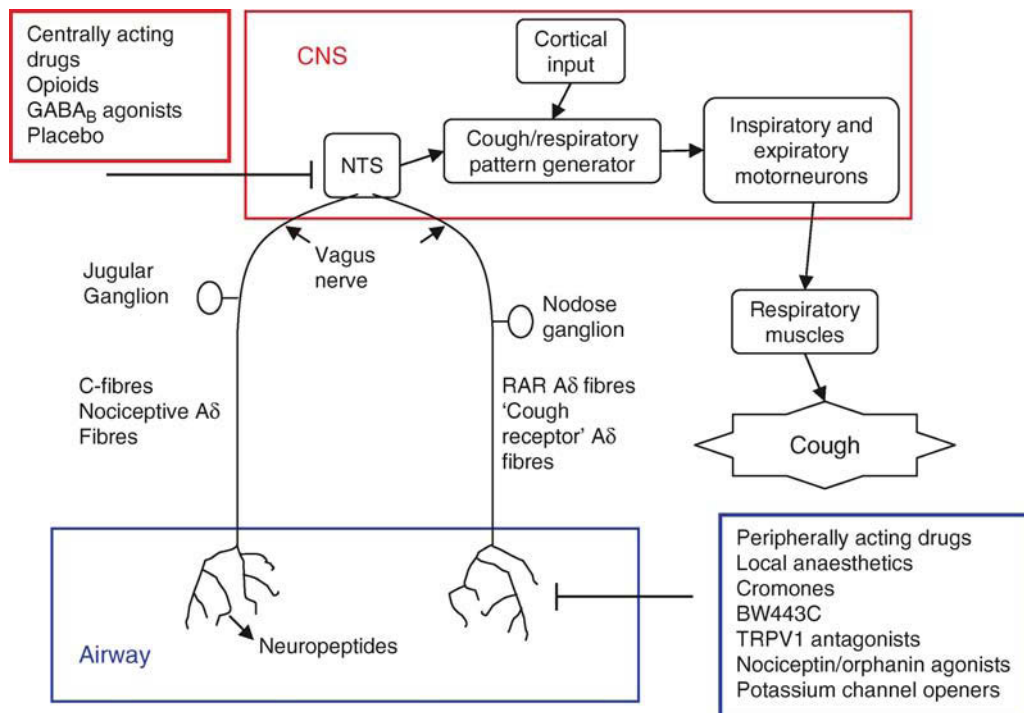 Centrally acting
drugs
Opioids
GABA_B agonists
Placebo
CNS
Cortical
input
NTS
Cough/respiratory
pattern generator
Inspiratory and
expiratory
motorneurons
Vagus
nerve
Jugular
Ganglion
Nodose
ganglion
Respiratory
muscles
C-fibres
Nociceptive Aδ
Fibres
RAR Aδ fibres
‘Cough
receptor’ Aδ
fibres
Cough
Airway
Neuropeptides
Peripherally acting drugs
Local anaesthetics
Cromones
BW443C
TRPV1 antagonists
Nociceptin/orphanin agonists
Potassium channel openers